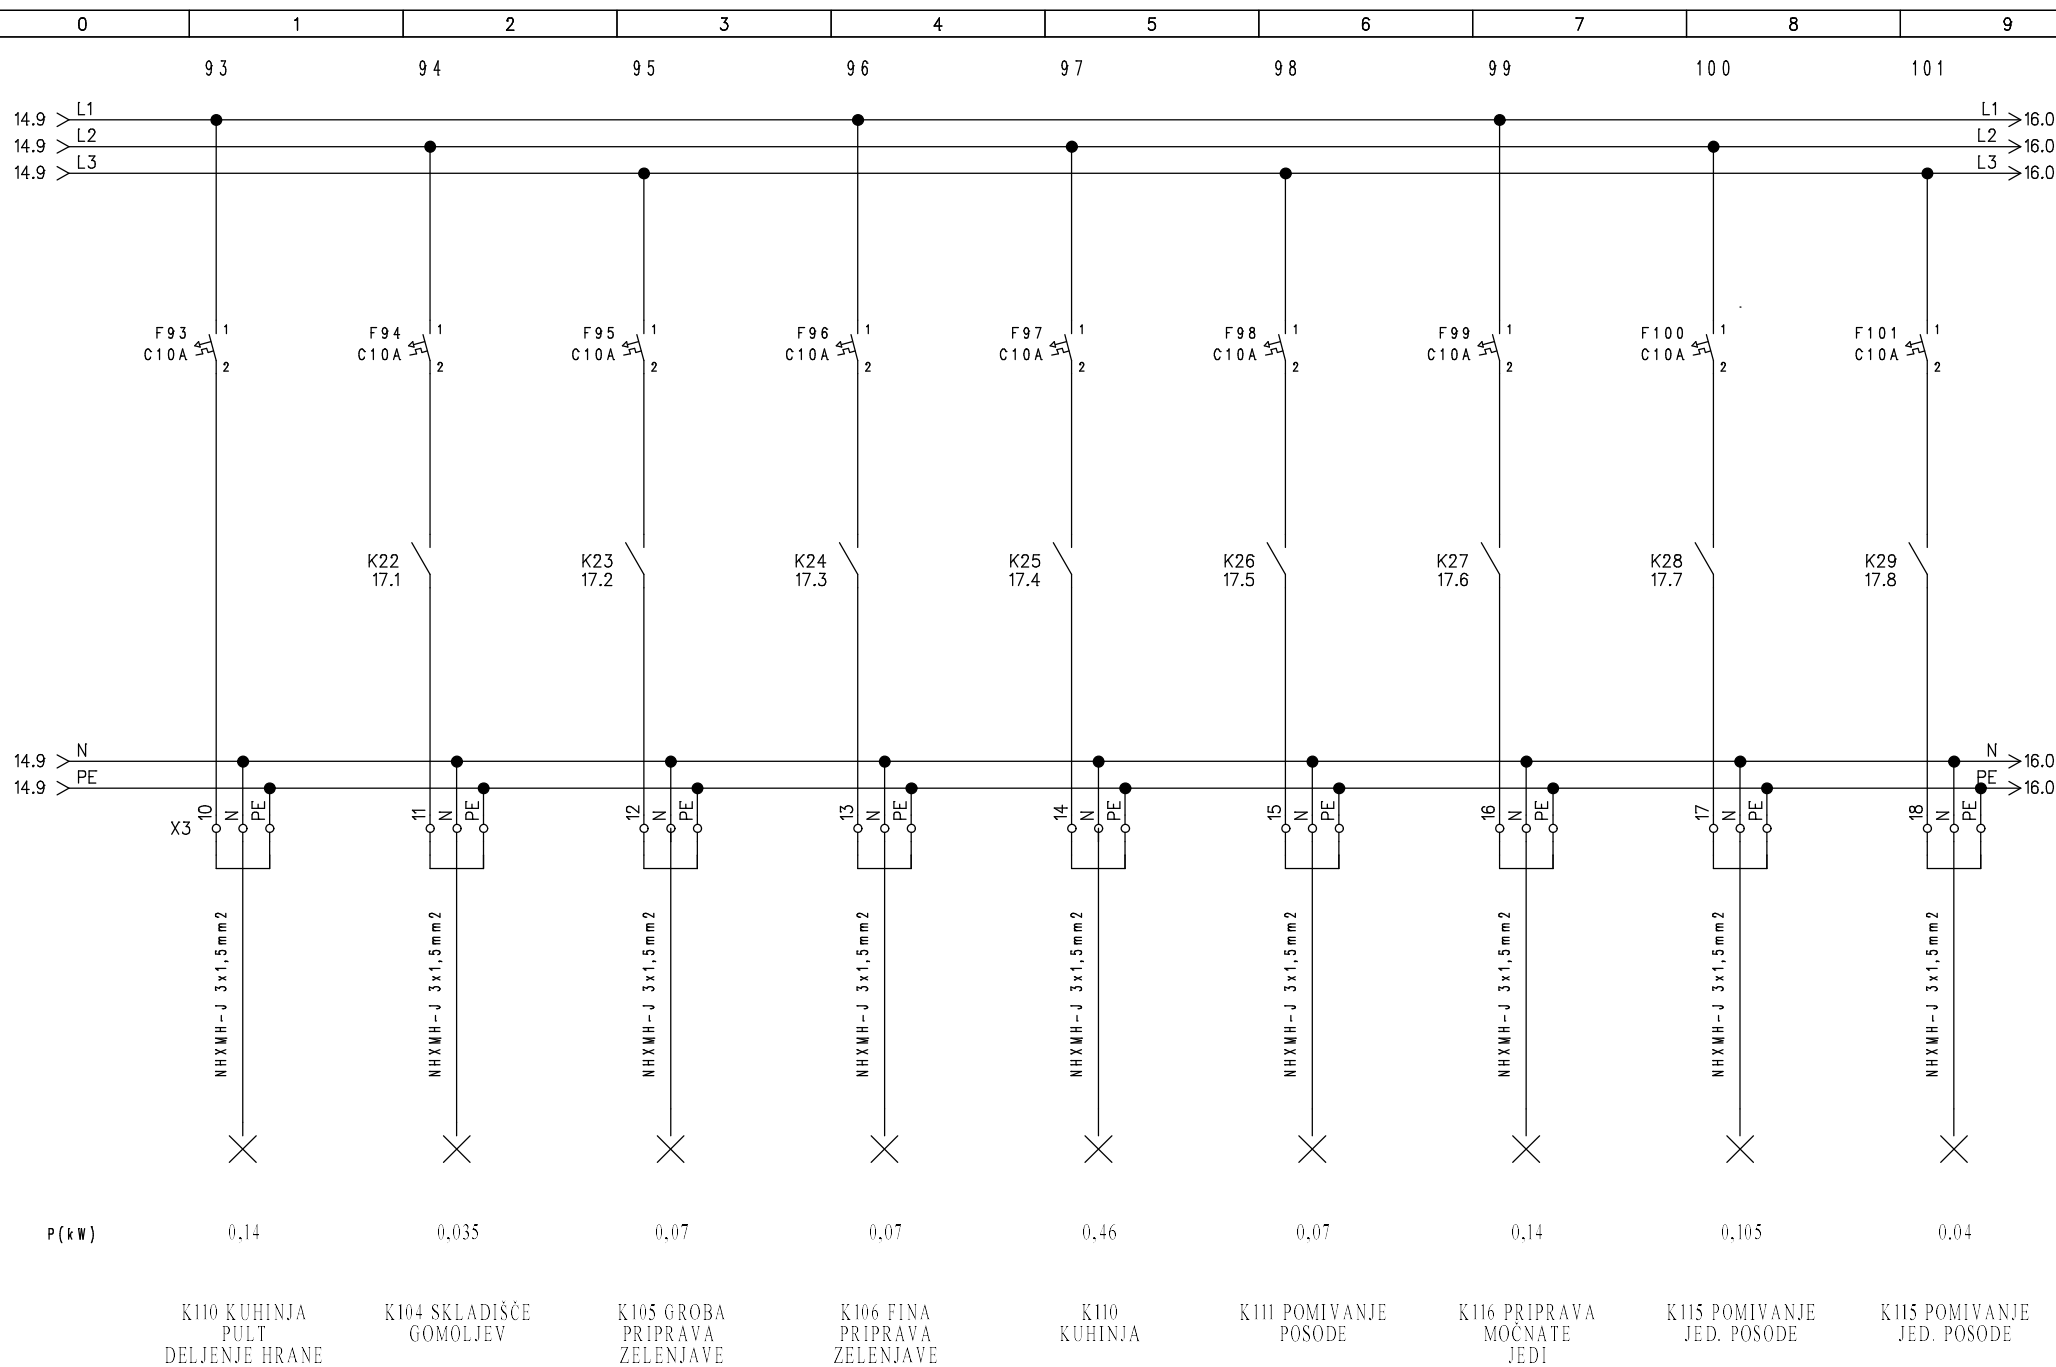 0 1 2 3 4 5 6 7 8 9
93 94 95 96 97 98 99 100 101
14.9 L1 L1 16.0
14.9 L2 L2 16.0
14.9 L3 L3 16.0
F93 1 F94 1 F95 1 F96 1 F97 1 F98 1 F99 1 F100 1 F101 1
C10A 2 C10A 2 C10A 2 C10A 2 C10A 2 C10A 2 C10A 2 C10A 2 C10A 2
K22 K23 K24 K25 K26 K27 K28 K29
17.1 17.2 17.3 17.4 17.5 17.6 17.7 17.8
14.9 N N 16.0
14.9 PE PE 16.0
X3 10 N PE 11 N PE 12 N PE 13 N PE 14 N PE 15 N PE 16 N PE 17 N PE 18 N PE
NHXMH-J 3x1,5mm2
NHXMH-J 3x1,5mm2
NHXMH-J 3x1,5mm2
NHXMH-J 3x1,5mm2
NHXMH-J 3x1,5mm2
NHXMH-J 3x1,5mm2
NHXMH-J 3x1,5mm2
NHXMH-J 3x1,5mm2
NHXMH-J 3x1,5mm2
P(kW) 0,14 0,035 0,07 0,07 0,46 0,07 0,14 0,105 0.04
K110 KUHINJA
PULT
DELJENJE HRANE
K104 SKLADIŠČE
GOMOLJEV
K105 GROBA
PRIPRAVA
ZELENJAVE
K106 FINA
PRIPRAVA
ZELENJAVE
K110
KUHINJA
K111 POMIVANJE
POSODE
K116 PRIPRAVA
MOČNATE
JEDI
K115 POMIVANJE
JED. POSODE
K115 POMIVANJE
JED. POSODE